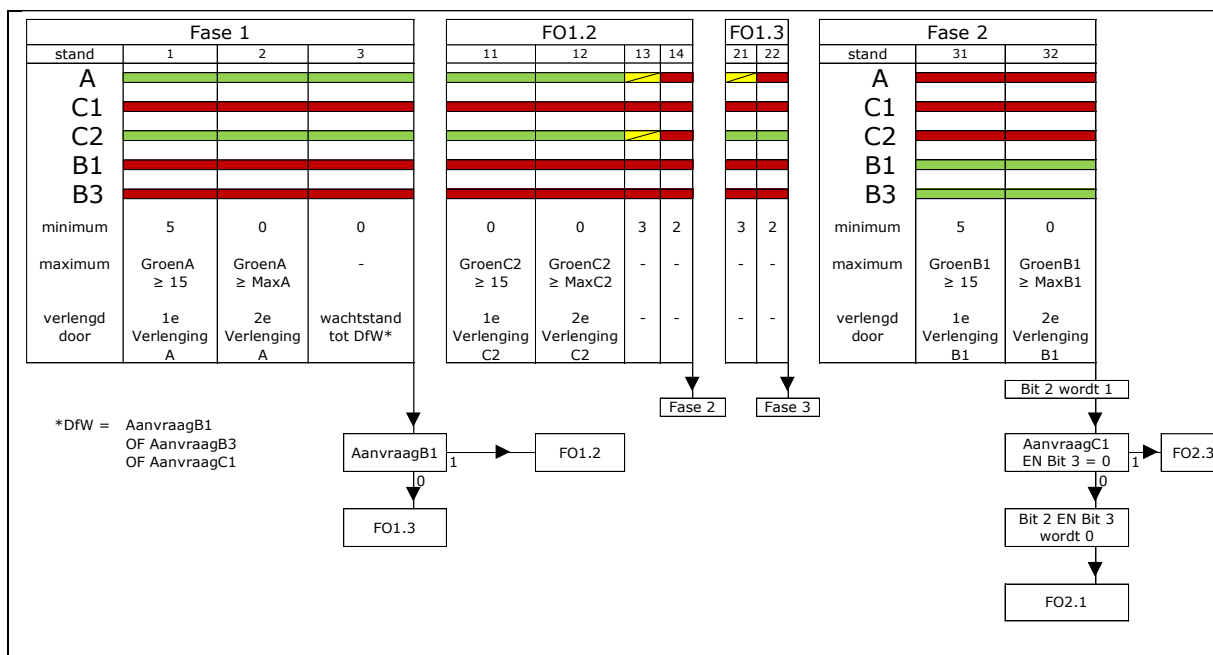 Fase 1 FO1.2 FO1.3 Fase 2
stand 1 2 3 11 12 13 14 21 22 stand 31 32
A A
C1 C1
C2 C2
B1 B1
B3 B3
minimum 5 0 0 0 0 3 2 3 2 minimum 5 0
maximum GroenA GroenA - GroenC2 GroenC2 - - - - maximum GroenB1 GroenB1
≥ 15 ≥ MaxA ≥ 15 ≥ MaxC2 ≥ 15 ≥ MaxB1
verlengd 1e 2e wachtstand 1e 2e - - - - verlengd 1e 2e
door Verlenging Verlenging tot DfW* Verlenging Verlenging door Verlenging Verlenging
A A C2 C2 B1 B1
Bit 2 wordt 1
Fase 2 Fase 3
*DfW = AanvraagB1
OF AanvraagB3
OF AanvraagC1
AanvraagB1 1 FO1.2
0
FO1.3
AanvraagC1
EN Bit 3 = 0 1 FO2.3
0
Bit 2 EN Bit 3
wordt 0
FO2.1